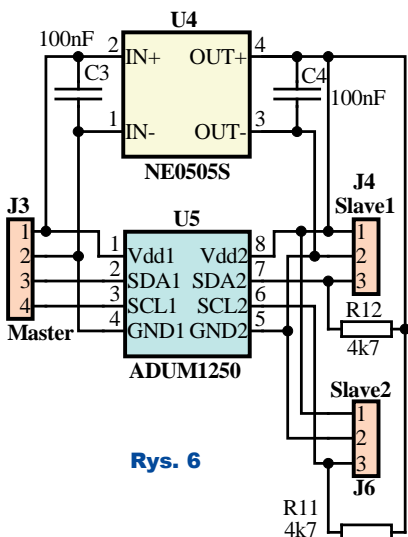 U4
100nF
2 IN+ OUT+ 4
C3
C4
100nF
1 IN- OUT- 3
NE0505S
J3
U5
J4
Slave1
1
2
3
4
Master
1 Vdd1 Vdd2 8
2 SDA1 SDA2 7
3 SCL1 SCL2 6
4 GND1 GND2 5
ADUM1250
1
2
3
R12
4k7
Slave2
1
2
3
J6
Rys. 6
R11
4k7